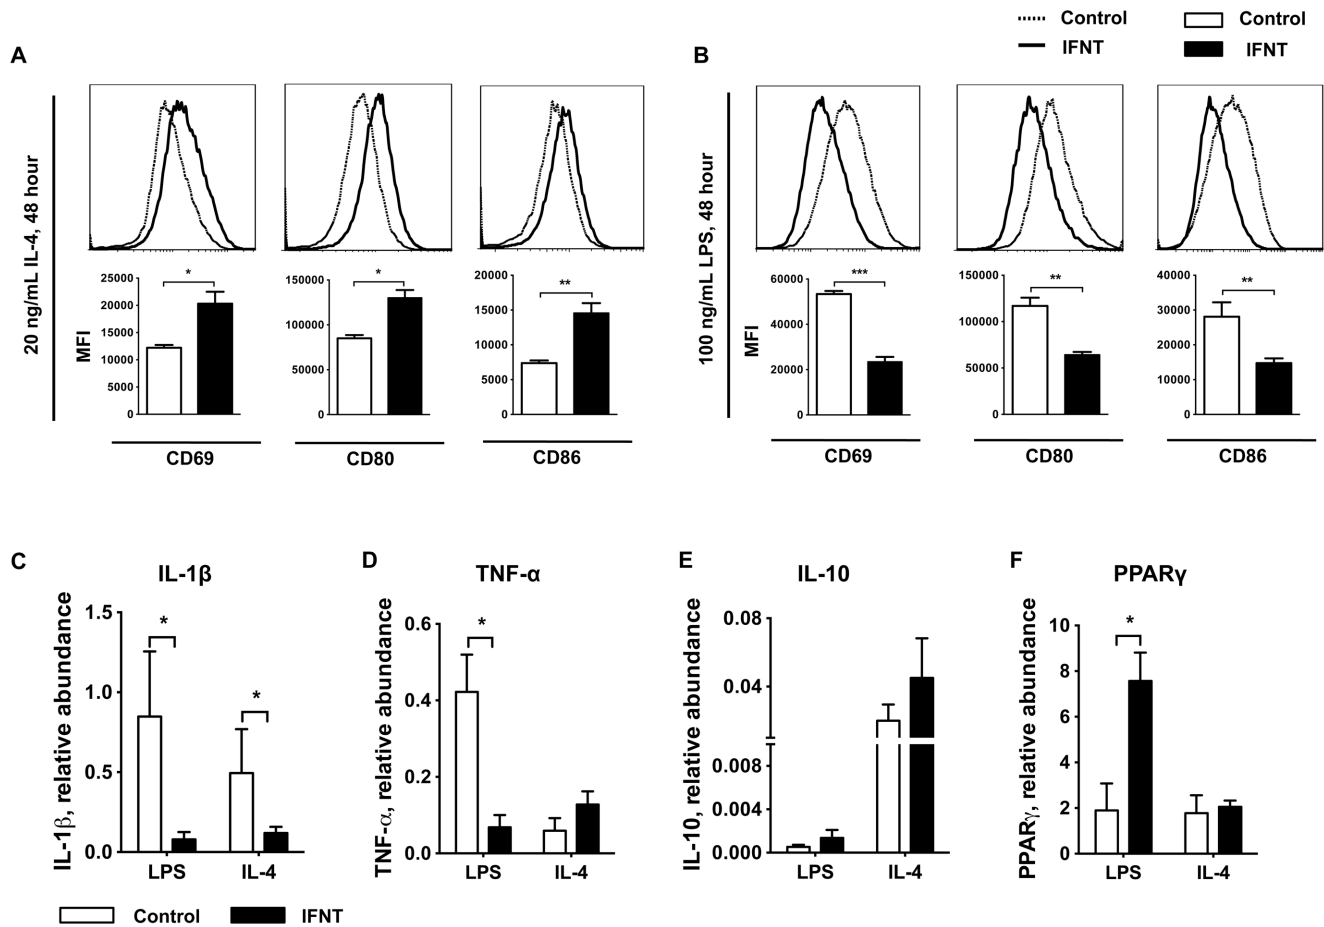 Control Control
IFNT IFNT
A
B
20 ng/mL IL-4, 48 hour
100 ng/mL LPS, 48 hour
MFI
25000
20000
15000
10000
5000
0
*
CD69
150000
100000
50000
0
*
CD80
20000
15000
10000
5000
0
**
CD86
MFI
60000
40000
20000
0
***
CD69
150000
100000
50000
0
**
CD80
40000
30000
20000
10000
0
**
CD86
C
IL-1β
IL-1β, relative abundance
1.5
1.0
0.5
0.0
*
*
LPS IL-4
D
TNF-α
TNF-α, relative abundance
0.6
0.4
0.2
0.0
*
LPS IL-4
E
IL-10
IL-10, relative abundance
0.08
0.04
0.008
0.004
0.000
LPS IL-4
F
PPARγ
PPARγ, relative abundance
10
8
6
4
2
0
*
LPS IL-4
Control IFNT